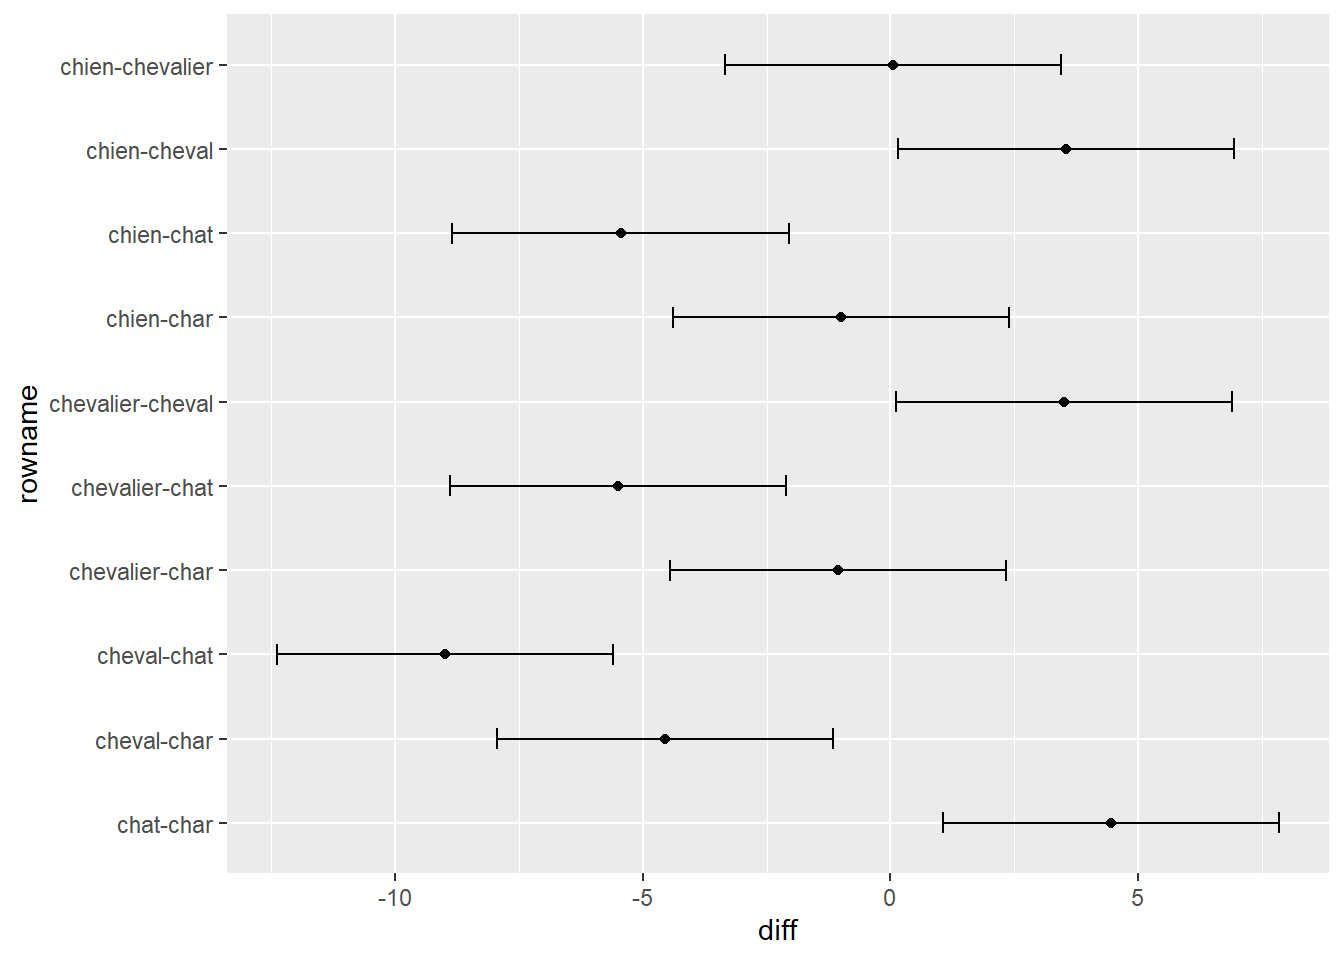 chien-chevalier
chien-cheval
chien-chat
chien-char
chevalier-cheval
chevalier-chat
chevalier-char
cheval-chat
cheval-char
chat-char
rowname
-10 -5 0 5
diff